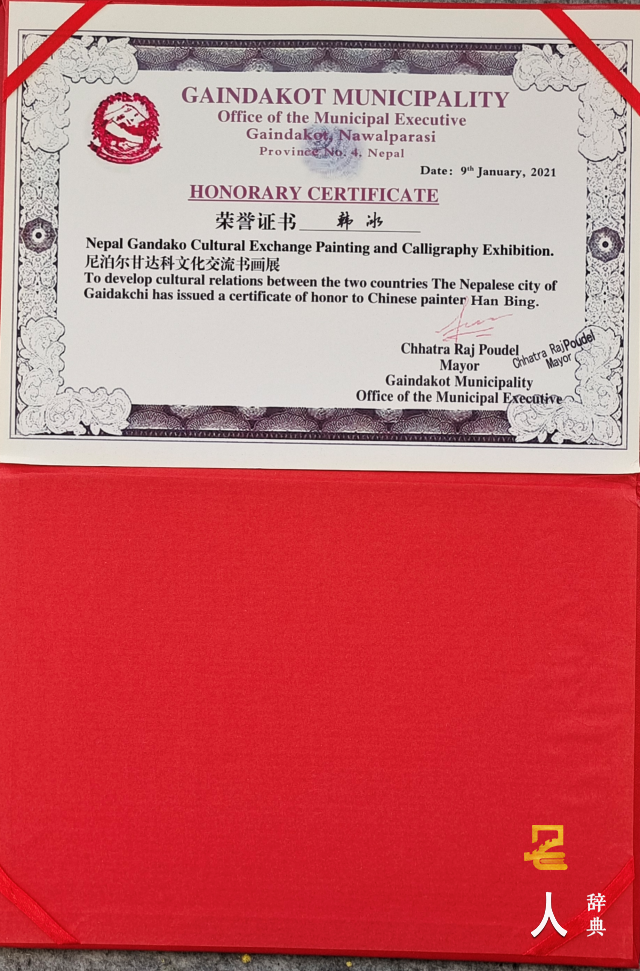 GAINDAKOT MUNICIPALITY
Office of the Municipal Executive
Gaindakot, Nawalparasi
Province No. 4, Nepal
Date: 9th January, 2021
HONORARY CERTIFICATE
荣誉证书 韩冰
Nepal Gandako Cultural Exchange Painting and Calligraphy Exhibition.
尼泊尔甘达科文化交流书画展
To develop cultural relations between the two countries The Nepalese city of
Gaidakchi has issued a certificate of honor to Chinese painter Han Bing.
Chhatra Raj Poudel
Mayor
Gaindakot Municipality
Office of the Municipal Executive
Chhatra Raj Poudel
Mayor
名人
辞典